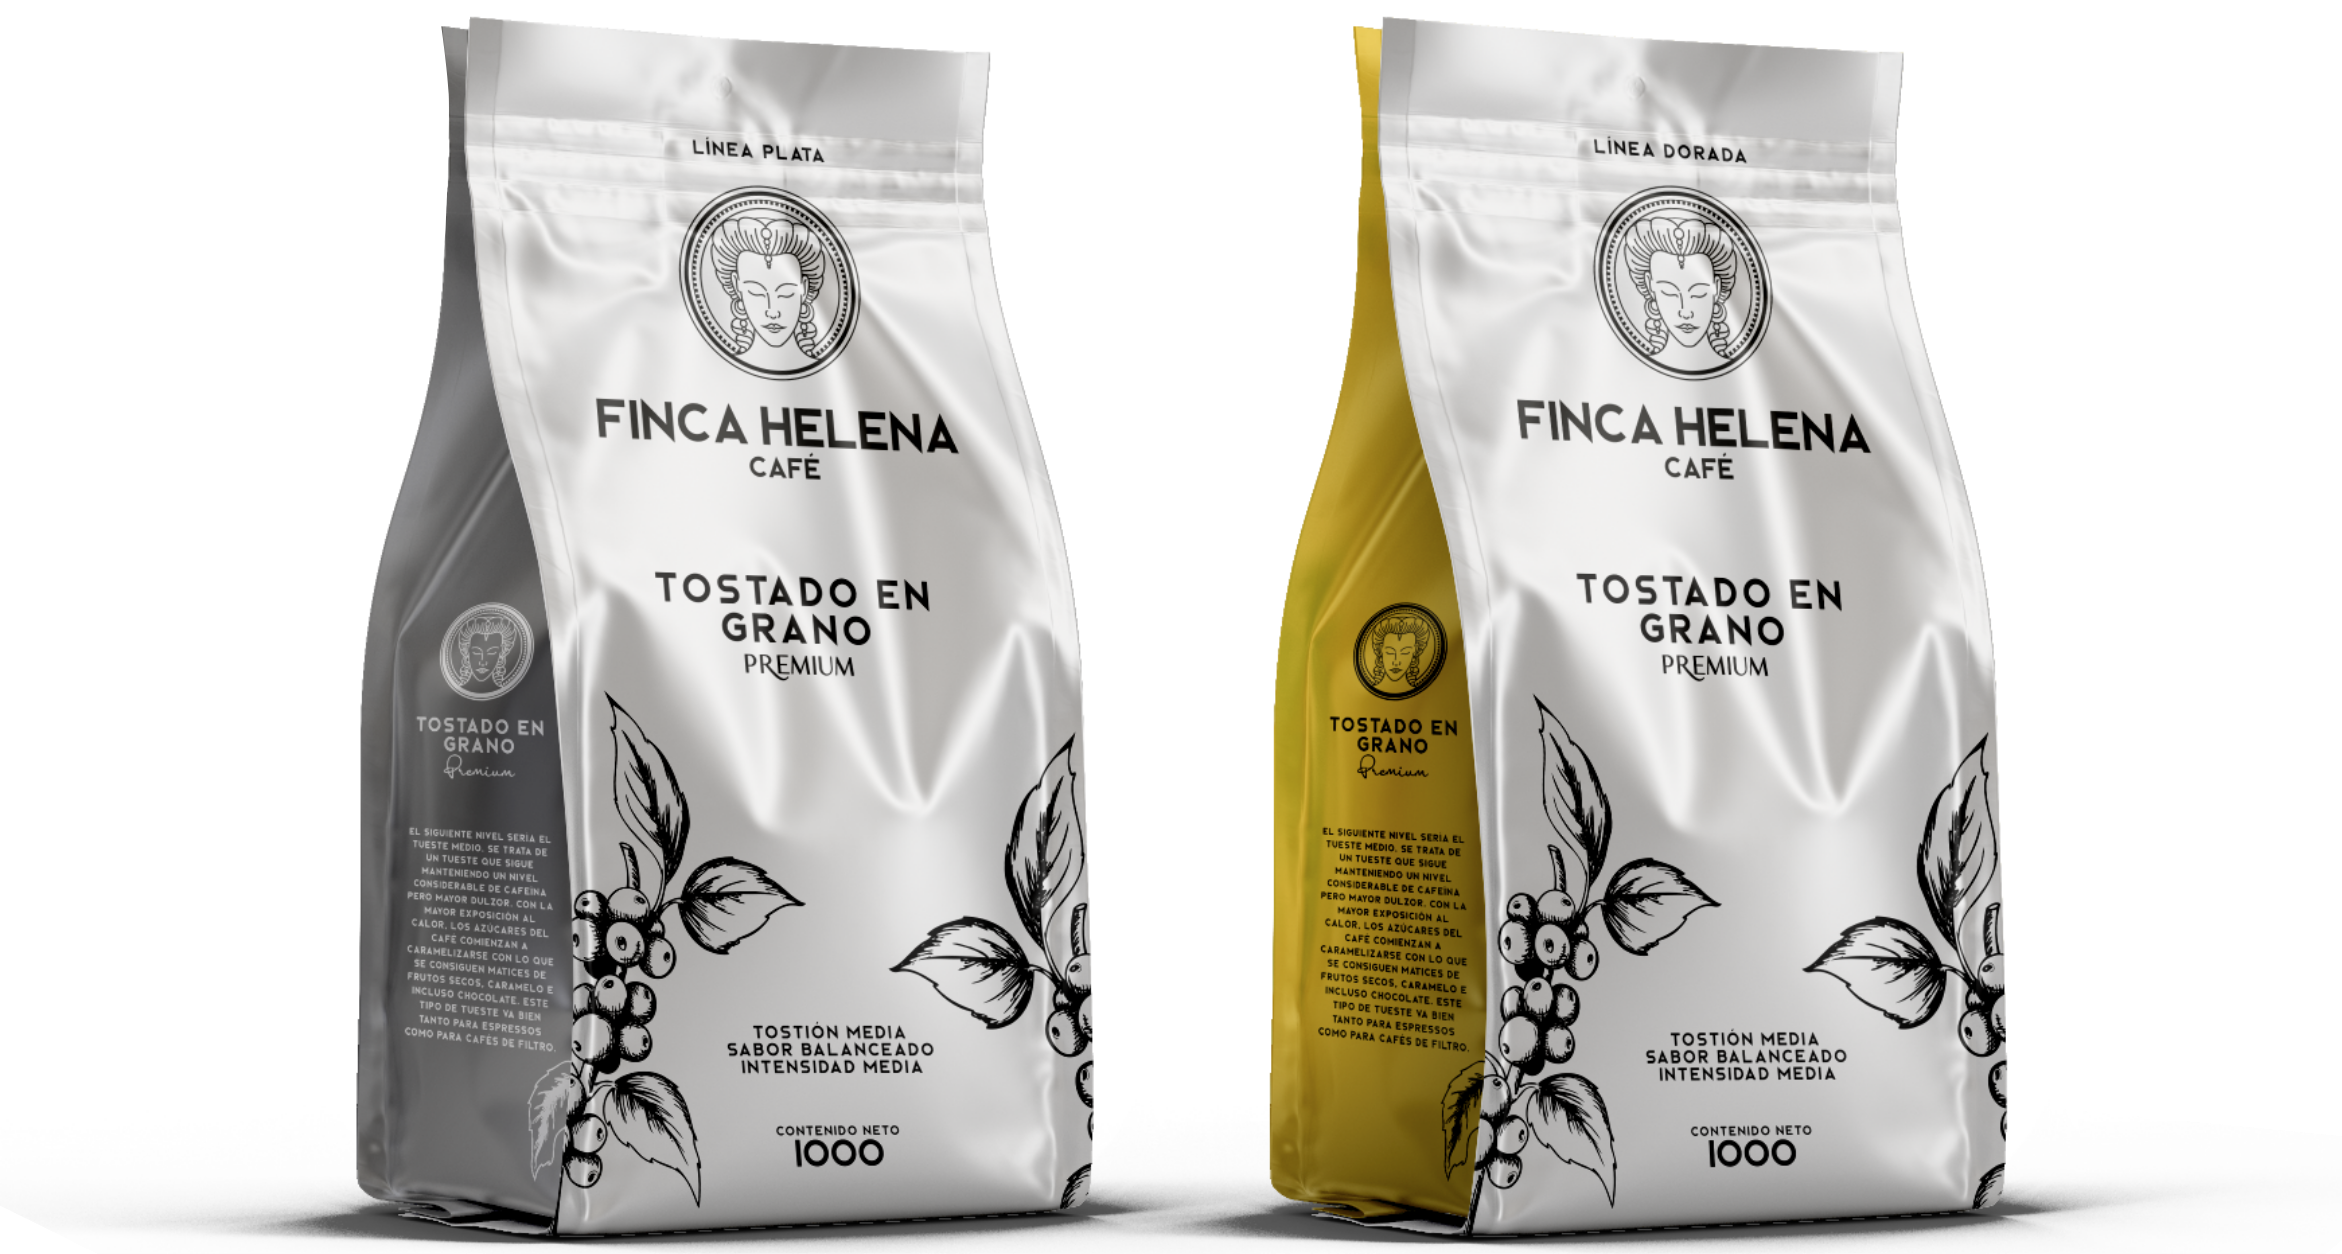 LÍNEA PLATA
FINCA HELENA
CAFÉ
TOSTADO EN
GRANO
PREMIUM
TOSTIÓN MEDIA
SABOR BALANCEADO
INTENSIDAD MEDIA
CONTENIDO NETO
1000
TOSTADO EN
GRANO
Premium
EL SIGUIENTE NIVEL SERÍA EL
TUESTE MEDIO. SE TRATA DE
UN TUESTE QUE SIGUE
MANTENIENDO UN NIVEL
CONSIDERABLE DE CAFEÍNA
PERO MAYOR DULZOR. CON LA
MAYOR EXPOSICIÓN AL
CALOR, LOS AZÚCARES DEL
CAFÉ COMIENZAN A
CARAMELIZARSE CON LO QUE
SE CONSIGUEN MATICES DE
FRUTOS SECOS, CARAMELO E
INCLUSO CHOCOLATE. ESTE
TIPO DE TUESTE VA BIEN
TANTO PARA ESPRESSOS
COMO PARA CAFÉS DE FILTRO.
LÍNEA DORADA
FINCA HELENA
CAFÉ
TOSTADO EN
GRANO
PREMIUM
TOSTIÓN MEDIA
SABOR BALANCEADO
INTENSIDAD MEDIA
CONTENIDO NETO
1000
TOSTADO EN
GRANO
Premium
EL SIGUIENTE NIVEL SERÍA EL
TUESTE MEDIO. SE TRATA DE
UN TUESTE QUE SIGUE
MANTENIENDO UN NIVEL
CONSIDERABLE DE CAFEÍNA
PERO MAYOR DULZOR. CON LA
MAYOR EXPOSICIÓN AL
CALOR, LOS AZÚCARES DEL
CAFÉ COMIENZAN A
CARAMELIZARSE CON LO QUE
SE CONSIGUEN MATICES DE
FRUTOS SECOS, CARAMELO E
INCLUSO CHOCOLATE. ESTE
TIPO DE TUESTE VA BIEN
TANTO PARA ESPRESSOS
COMO PARA CAFÉS DE FILTRO.